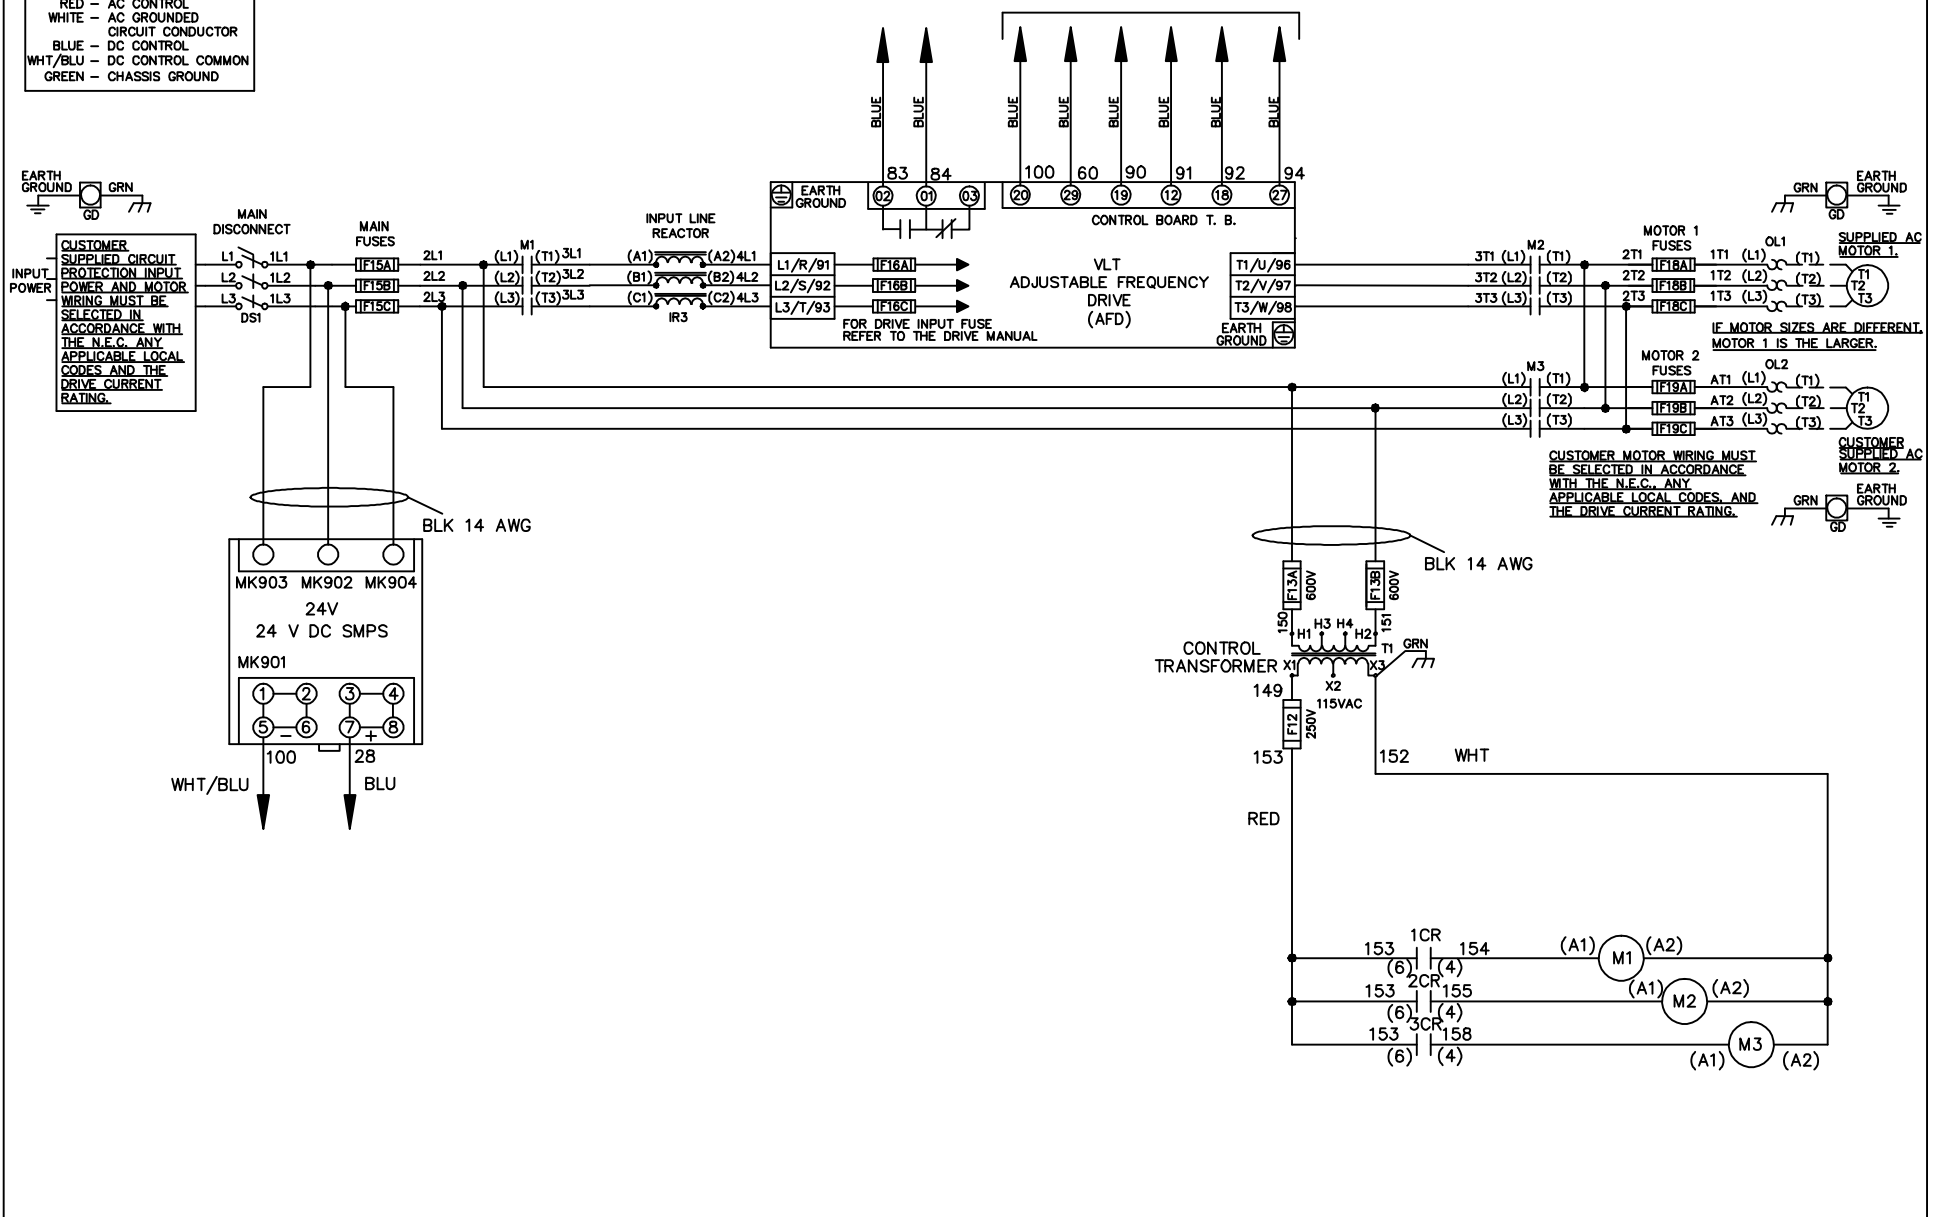 RED – AC CONTROL
WHITE – AC GROUNDED
CIRCUIT CONDUCTOR
BLUE – DC CONTROL
WHT/BLU – DC CONTROL COMMON
GREEN – CHASSIS GROUND
BLUE
BLUE
BLUE
BLUE
BLUE
BLUE
BLUE
BLUE
83
84
100
60
90
91
92
94
EARTH
GROUND
GRN
GD
EARTH
GROUND
02
01
03
20
29
19
12
18
27
CONTROL BOARD T. B.
GRN
EARTH
GROUND
GD
INPUT
POWER
CUSTOMER
SUPPLIED CIRCUIT
PROTECTION INPUT
POWER AND MOTOR
WIRING MUST BE
SELECTED IN
ACCORDANCE WITH
THE N.E.C. ANY
APPLICABLE LOCAL
CODES AND THE
DRIVE CURRENT
RATING.
MAIN
DISCONNECT
L1
1L1
L2
1L2
L3
1L3
DS1
MAIN
FUSES
F15A
F15B
F15C
2L1
2L2
2L3
M1
(L1)
(T1)
3L1
(L2)
(T2)
3L2
(L3)
(T3)
3L3
INPUT LINE
REACTOR
(A1)
(A2)
4L1
(B1)
(B2)
4L2
(C1)
(C2)
4L3
IR3
L1/R/91
L2/S/92
L3/T/93
F16A
F16B
F16C
FOR DRIVE INPUT FUSE
REFER TO THE DRIVE MANUAL
VLT
ADJUSTABLE FREQUENCY
DRIVE
(AFD)
T1/U/96
T2/V/97
T3/W/98
EARTH
GROUND
M2
3T1 (L1)
(T1)
3T2 (L2)
(T2)
3T3 (L3)
(T3)
MOTOR 1
FUSES
2T1
F18A
1T1
2T2
F18B
1T2
2T3
F18C
1T3
OL1
(L1)
(T1)
(L2)
(T2)
(L3)
(T3)
SUPPLIED AC
MOTOR 1.
T1
T2
T3
IF MOTOR SIZES ARE DIFFERENT,
MOTOR 1 IS THE LARGER.
M3
(L1)
(T1)
(L2)
(T2)
(L3)
(T3)
MOTOR 2
FUSES
F19A
AT1
F19B
AT2
F19C
AT3
OL2
(L1)
(T1)
(L2)
(T2)
(L3)
(T3)
T1
T2
T3
CUSTOMER
SUPPLIED AC
MOTOR 2.
CUSTOMER MOTOR WIRING MUST
BE SELECTED IN ACCORDANCE
WITH THE N.E.C., ANY
APPLICABLE LOCAL CODES, AND
THE DRIVE CURRENT RATING.
GRN
EARTH
GROUND
GD
BLK 14 AWG
MK903
MK902
MK904
24V
24 V DC SMPS
MK901
1
2
3
4
5
6
7
8
–
+
100
28
WHT/BLU
BLU
BLK 14 AWG
F13A
600V
F13B
600V
150
151
H1
H3
H4
H2
T1
GRN
CONTROL
TRANSFORMER
X1
X3
X2
149
115VAC
F12
250V
153
152
WHT
RED
1CR
153
154
(6)
(4)
(A1)
M1
(A2)
2CR
153
155
(6)
(4)
(A1)
M2
(A2)
3CR
153
158
(6)
(4)
(A1)
M3
(A2)